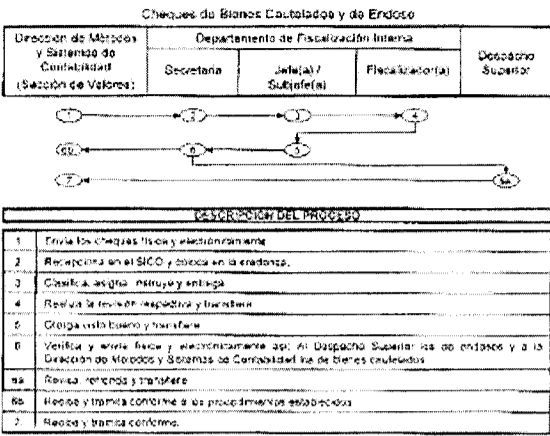 Cheques de Bienes Cautelados y de Endoso
Dirección de Métodos
y Sistemas de
Contabilidad
(Sección de Valores)
Departamento de Fiscalización Interna
Secretaria
Jefe(a) /
Subjefe(a)
Fiscalizador(a)
Despacho
Superior
1
2
3
4
6b
6
5
7
6A
DESCRIPCIÓN DEL PROCESO
1 Envía los cheques física y electrónicamente
2 Recepciona en el SICO y coloca en la credenza.
3 Clasifica, asigna, instruye y entrega
4 Realiza la revisión respectiva y transfiere
5 Otorga visto bueno y transfiere
6 Verifica y envía física y electrónicamente así: Al Despacho Superior los de endosos y a la
Dirección de Métodos y Sistemas de Contabilidad los de bienes cautelados
6a Revisa, refrenda y transfiere
6b Recibe y tramita conforme a los procedimientos establecidos
7 Recibe y tramita conforme.